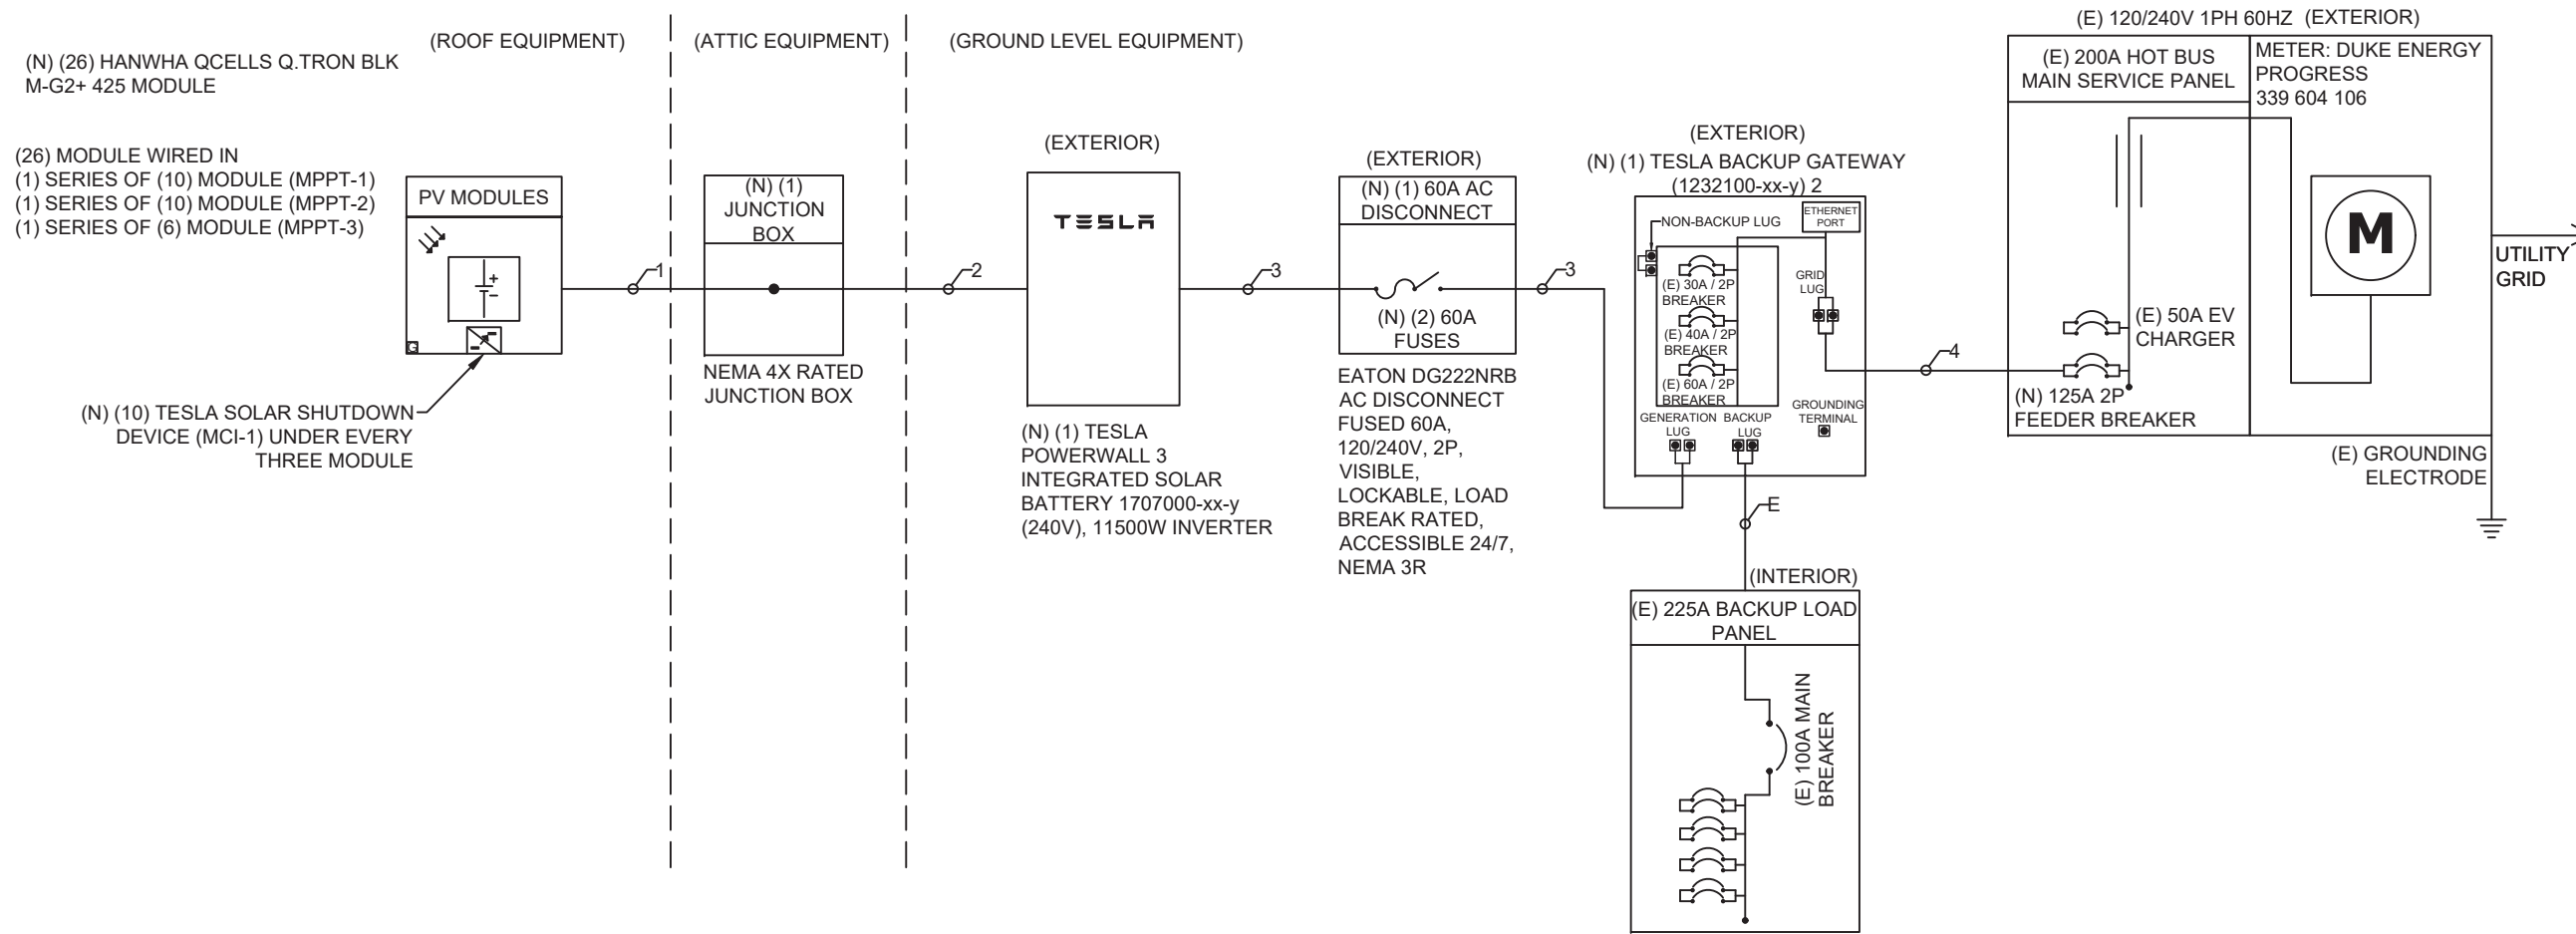 (N) (26) HANWHA QCELLS Q.TRON BLK
M-G2+ 425 MODULE
(26) MODULE WIRED IN
(1) SERIES OF (10) MODULE (MPPT-1)
(1) SERIES OF (10) MODULE (MPPT-2)
(1) SERIES OF (6) MODULE (MPPT-3)
(ROOF EQUIPMENT)
PV MODULES
+
−
G
(N) (10) TESLA SOLAR SHUTDOWN
DEVICE (MCI-1) UNDER EVERY
THREE MODULE
1
(ATTIC EQUIPMENT)
(N) (1)
JUNCTION
BOX
NEMA 4X RATED
JUNCTION BOX
2
(GROUND LEVEL EQUIPMENT)
(EXTERIOR)
TESLA
(N) (1) TESLA
POWERWALL 3
INTEGRATED SOLAR
BATTERY 1707000-xx-y
(240V), 11500W INVERTER
3
(EXTERIOR)
(N) (1) 60A AC
DISCONNECT
(N) (2) 60A
FUSES
EATON DG222NRB
AC DISCONNECT
FUSED 60A,
120/240V, 2P,
VISIBLE,
LOCKABLE, LOAD
BREAK RATED,
ACCESSIBLE 24/7,
NEMA 3R
3
(EXTERIOR)
(N) (1) TESLA BACKUP GATEWAY
(1232100-xx-y) 2
NON-BACKUP LUG
ETHERNET
PORT
(E) 30A / 2P
BREAKER
(E) 40A / 2P
BREAKER
(E) 60A / 2P
BREAKER
GRID
LUG
GENERATION
LUG
BACKUP
LUG
GROUNDING
TERMINAL
E
(INTERIOR)
(E) 225A BACKUP LOAD
PANEL
(E) 100A MAIN
BREAKER
4
(E) 120/240V 1PH 60HZ
(EXTERIOR)
(E) 200A HOT BUS
MAIN SERVICE PANEL
METER: DUKE ENERGY
PROGRESS
339 604 106
M
(E) 50A EV
CHARGER
(N) 125A 2P
FEEDER BREAKER
UTILITY
GRID
(E) GROUNDING
ELECTRODE